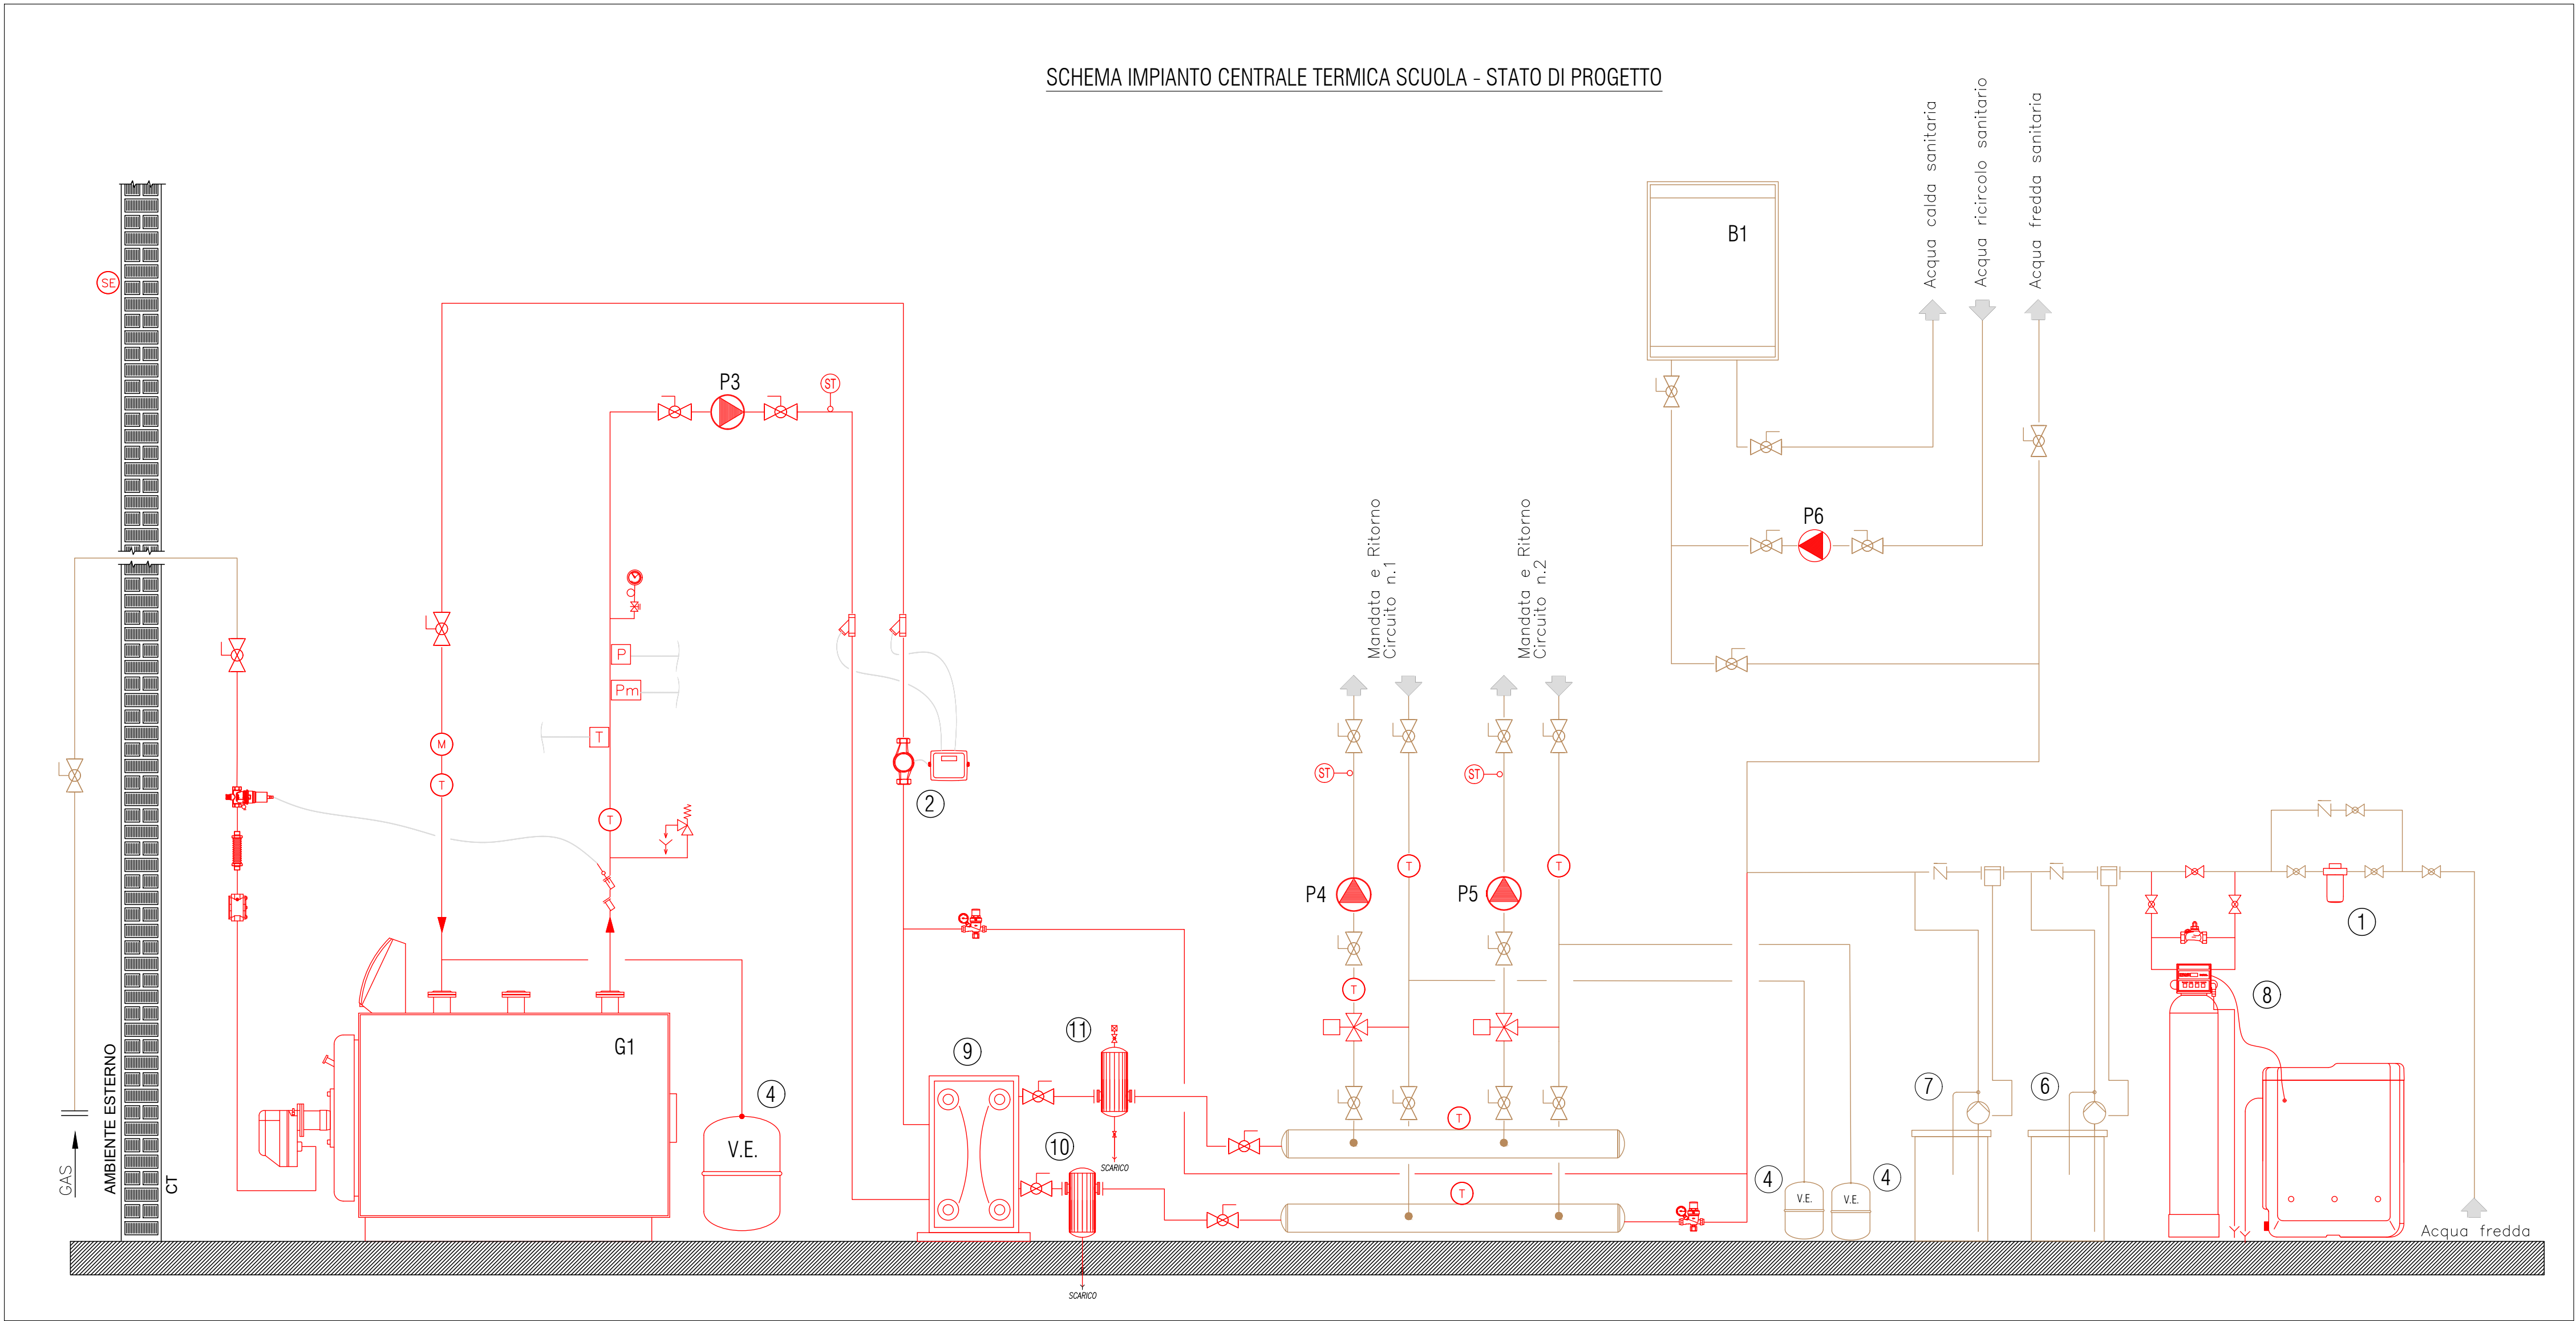 SCHEMA IMPIANTO CENTRALE TERMICA SCUOLA - STATO DI PROGETTO
Acqua calda sanitaria
Acqua ricircolo sanitario
Acqua fredda sanitaria
B1
SE
P3
ST
P6
Mandata e Ritorno
Circuito n.1
Mandata e Ritorno
Circuito n.2
P
Pm
T
M
T
T
2
ST
ST
T
T
P4
P5
1
T
8
G1
9
11
4
V.E.
10
SCARICO
SCARICO
T
T
7
6
4
4
V.E.
V.E.
GAS
AMBIENTE ESTERNO
CT
Acqua fredda